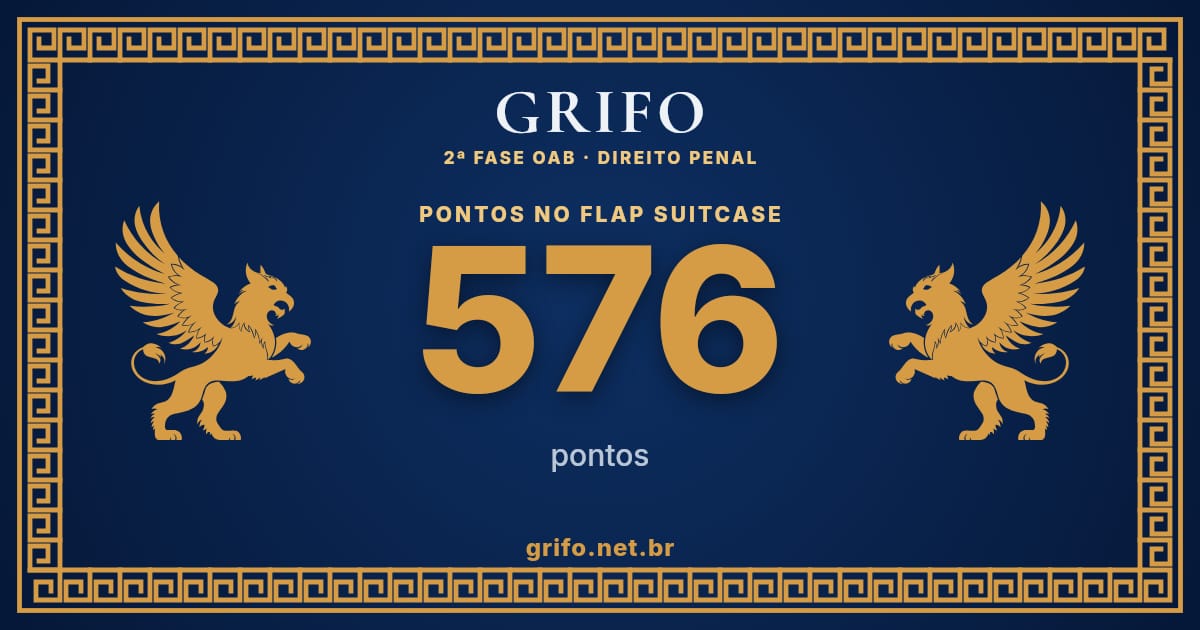 GRIFO
2ª FASE OAB · DIREITO PENAL
PONTOS NO FLAP SUITCASE
576
pontos
grifo.net.br